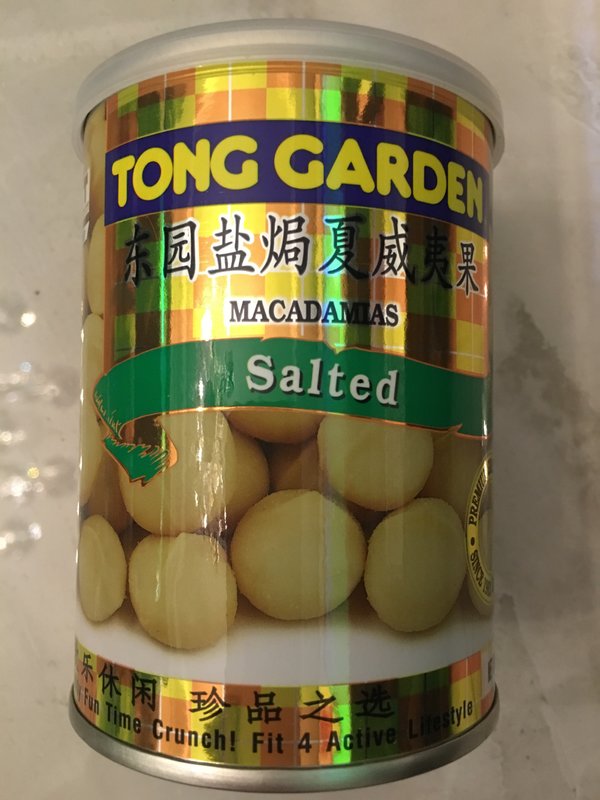 TONG GARDEN
东园盐焗夏威夷果
MACADAMIAS
Salted
乐休闲 珍品之选
Fun Time Crunch! Fit 4 Active Lifestyle
SINCE